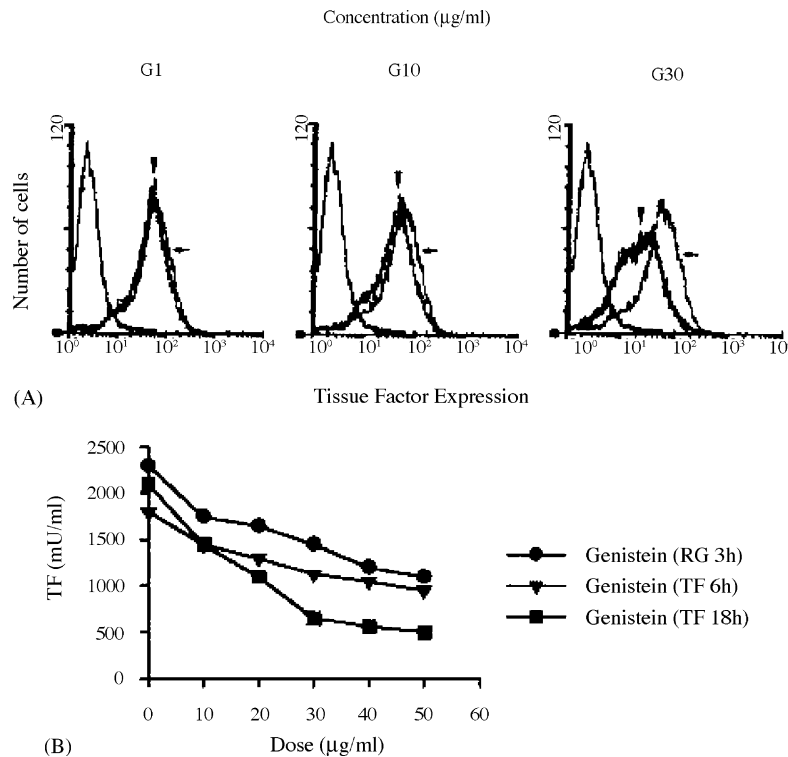 Concentration (µg/ml)
G1 G10 G30
120 120 120
Number of cells
10⁰ 10¹ 10² 10³ 10⁴ 10⁰ 10¹ 10² 10³ 10⁴ 10⁰ 10¹ 10² 10³ 10
(A) Tissue Factor Expression
2500
2000
1500
1000
500
0
TF (mU/ml)
Genistein (RG 3h)
Genistein (TF 6h)
Genistein (TF 18h)
0 10 20 30 40 50 60
(B) Dose (µg/ml)